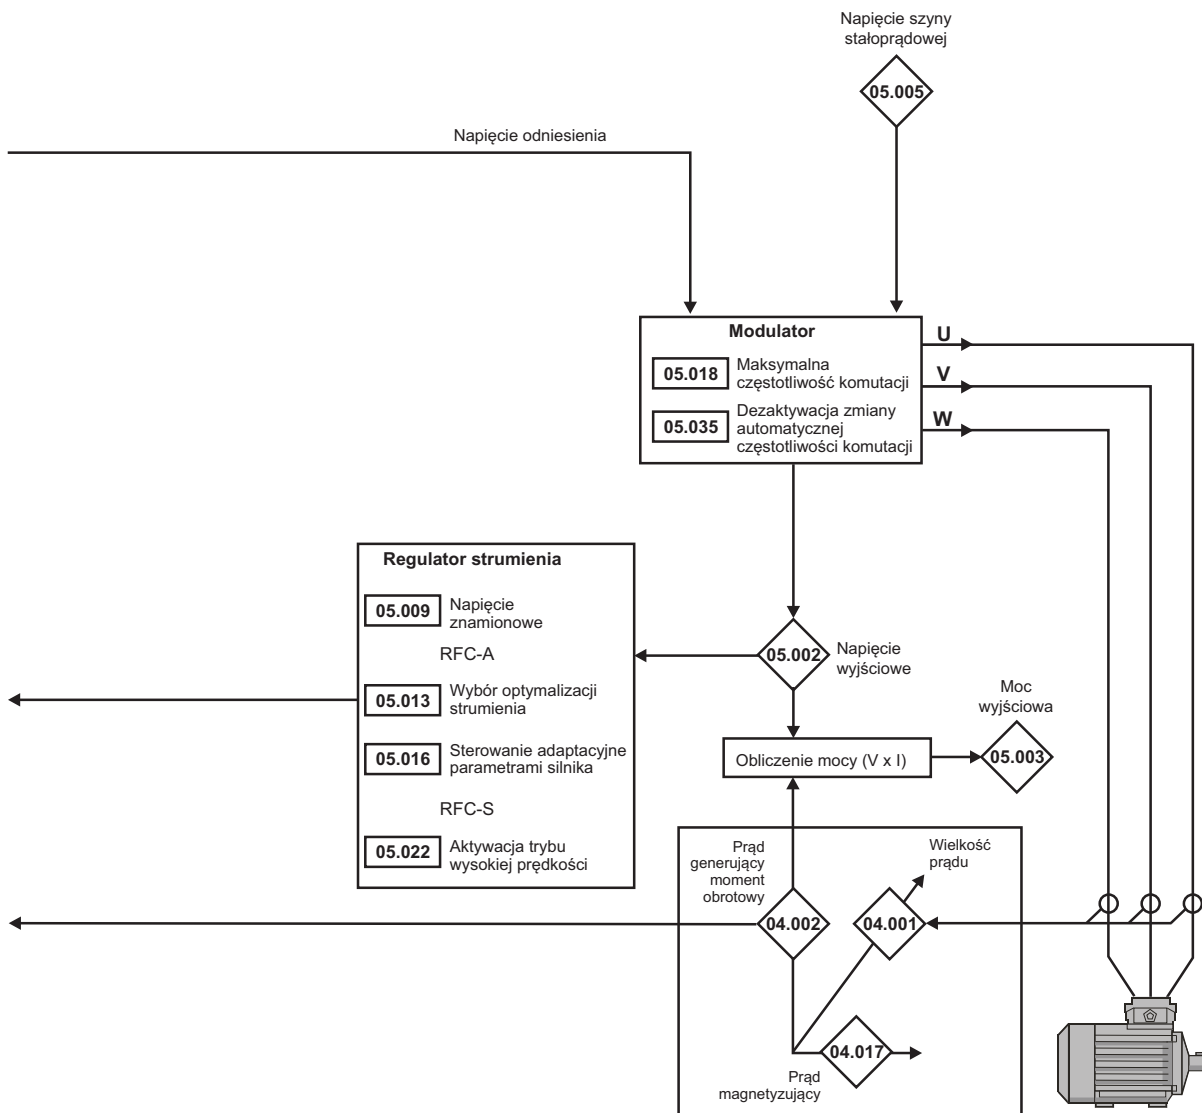 Napięcie szyny
stałoprądowej
05.005
Napięcie odniesienia
Modulator
05.018
Maksymalna
częstotliwość komutacji
05.035
Dezaktywacja zmiany
automatycznej
częstotliwości komutacji
U
V
W
Regulator strumienia
05.009
Napięcie
znamionowe
RFC-A
05.013
Wybór optymalizacji
strumienia
05.016
Sterowanie adaptacyjne
parametrami silnika
RFC-S
05.022
Aktywacja trybu
wysokiej prędkości
05.002
Napięcie
wyjściowe
Moc
wyjściowa
05.003
Obliczenie mocy (V x I)
Prąd
generujący
moment
obrotowy
04.002
Wielkość
prądu
04.001
04.017
Prąd
magnetyzujący